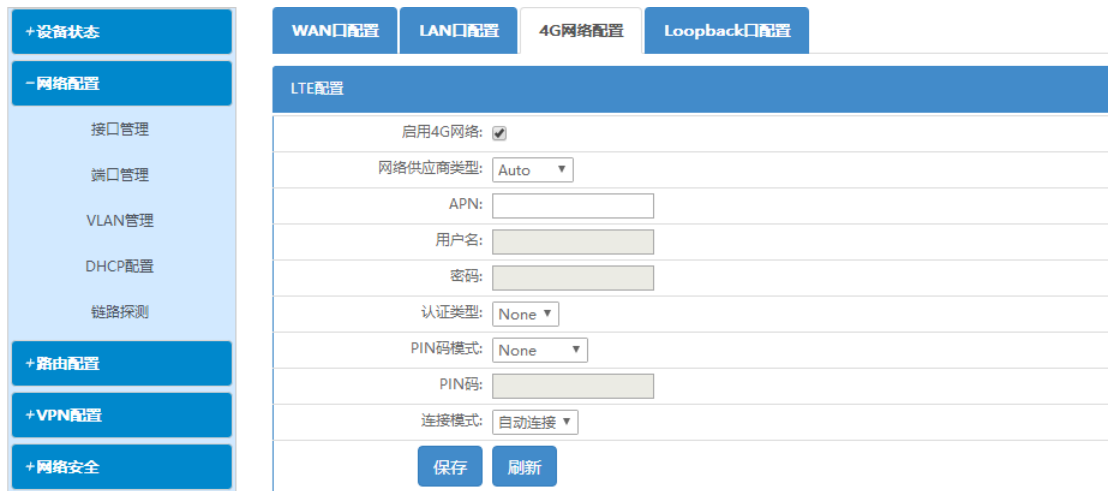 +设备状态
-网络配置
接口管理
端口管理
VLAN管理
DHCP配置
链路探测
+路由配置
+VPN配置
+网络安全
WAN口配置 LAN口配置 4G网络配置 Loopback口配置
LTE配置
启用4G网络:
网络供应商类型: Auto
APN:
用户名:
密码:
认证类型: None
PIN码模式: None
PIN码:
连接模式: 自动连接
保存 刷新